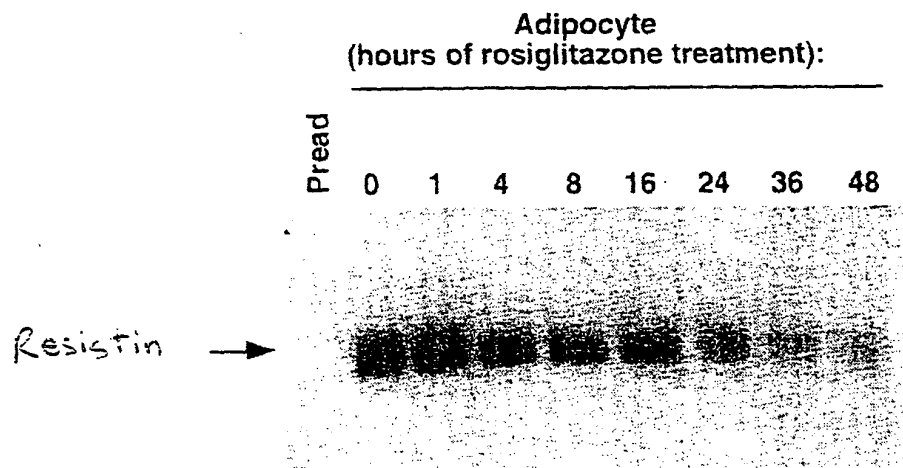 Adipocyte
(hours of rosiglitazone treatment):
Pread
0 1 4 8 16 24 36 48
Resistin